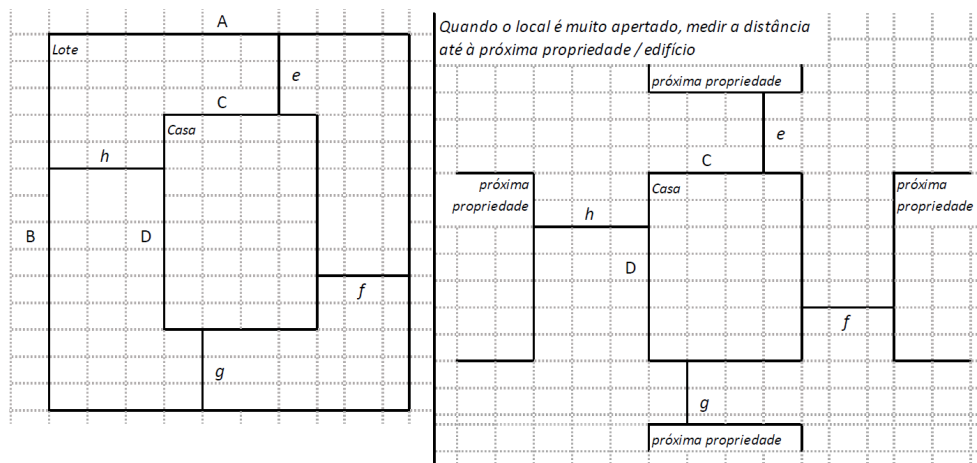 A
Lote
e
C
Casa
h
B
D
f
g
Quando o local é muito apertado, medir a distância
até à próxima propriedade / edifício
próxima propriedade
e
C
próxima
propriedade
Casa
próxima
propriedade
h
D
f
g
próxima propriedade